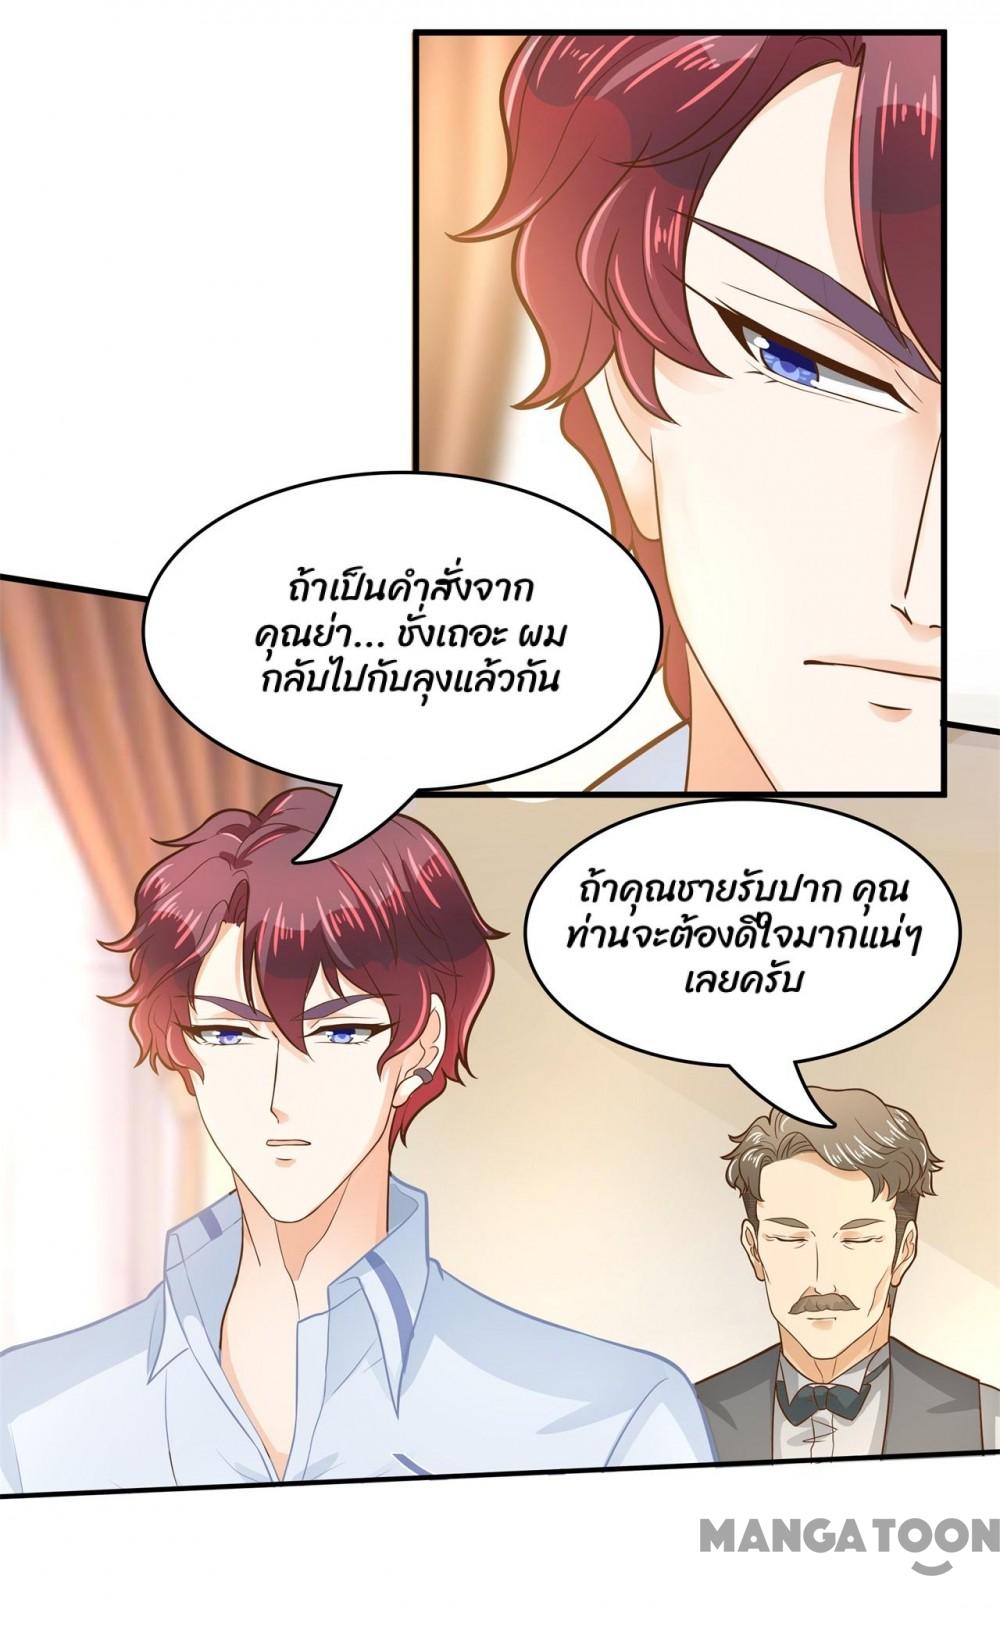 ถ้าเป็นคำสั่งจาก
คุณย่า... ชั่งเถอะ ผม
กลับไปกับลุงแล้วกัน
ถ้าคุณชายรับปาก คุณ
ท่านจะต้องดีใจมากแน่ๆ
เลยครับ
MANGATOON